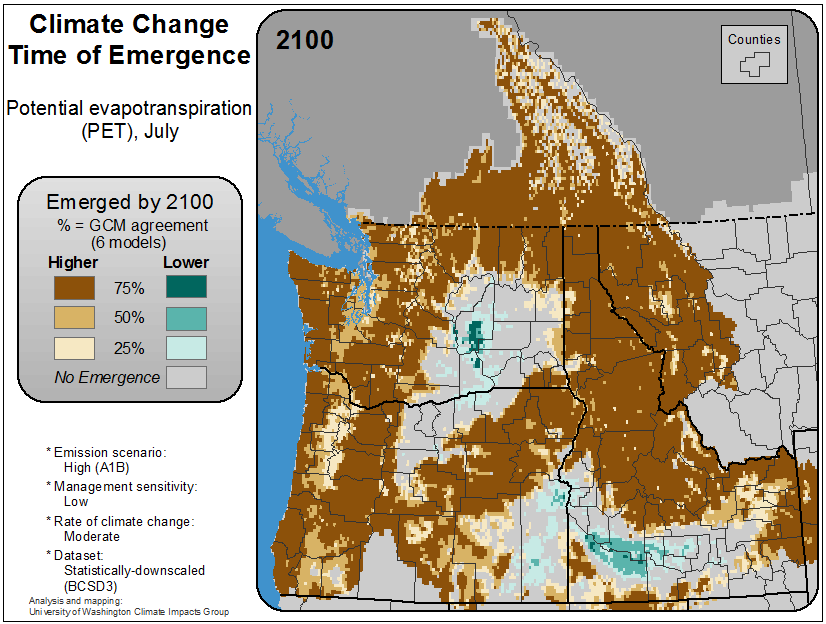 Climate Change
Time of Emergence
Potential evapotranspiration
(PET), July
Emerged by 2100
% = GCM agreement
(6 models)
Higher Lower
75%
50%
25%
No Emergence
* Emission scenario:
High (A1B)
* Management sensitivity:
Low
* Rate of climate change:
Moderate
* Dataset:
Statistically-downscaled
(BCSD3)
Analysis and mapping:
University of Washington Climate Impacts Group
2100
Counties